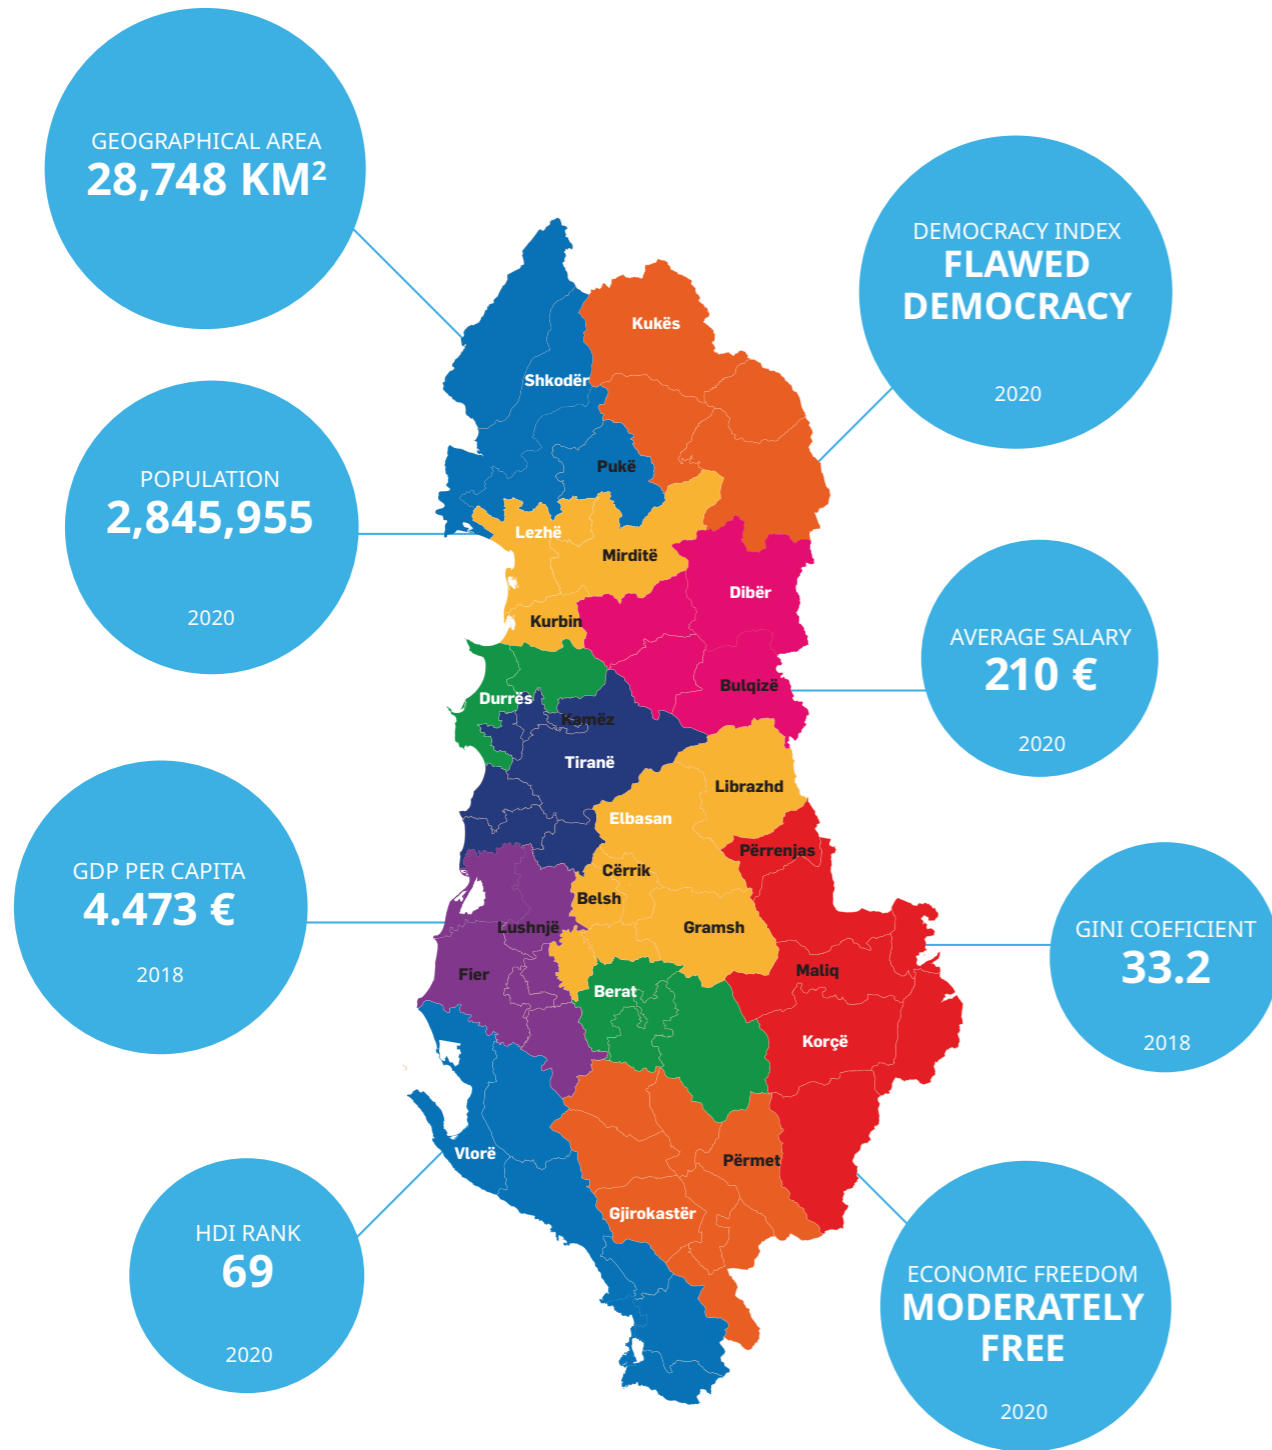 GEOGRAPHICAL AREA
28,748 KM²
DEMOCRACY INDEX
FLAWED
DEMOCRACY
2020
POPULATION
2,845,955
2020
AVERAGE SALARY
210 €
2020
GDP PER CAPITA
4.473 €
2018
GINI COEFICIENT
33.2
2018
HDI RANK
69
2020
ECONOMIC FREEDOM
MODERATELY
FREE
2020
Kukës
Shkodër
Pukë
Lezhë
Mirditë
Dibër
Kurbin
Bulqizë
Durrës
Kamëz
Tiranë
Librazhd
Elbasan
Përrenjas
Cërrik
Belsh
Lushnjë
Gramsh
Fier
Maliq
Berat
Korçë
Vlorë
Përmet
Gjirokastër